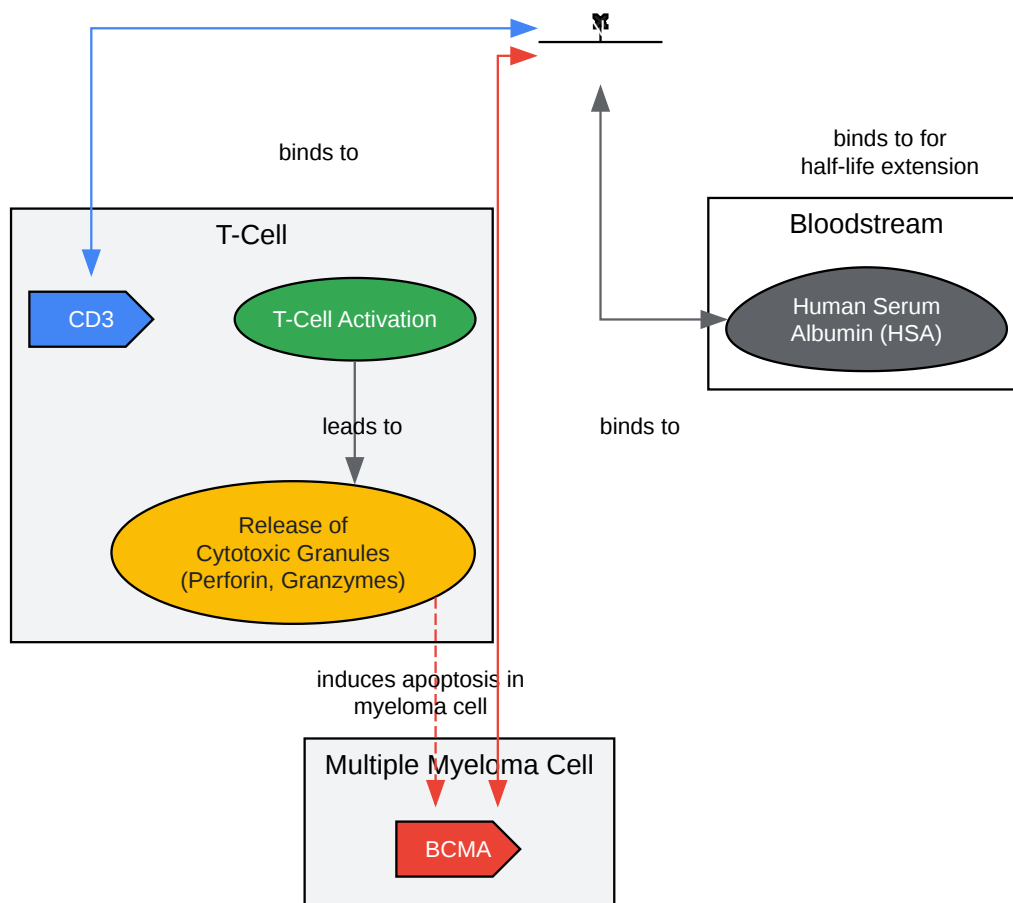 binds to
binds to for
half-life extension
T-Cell
Bloodstream
CD3
T-Cell Activation
Human Serum
Albumin (HSA)
leads to
binds to
Release of
Cytotoxic Granules
(Perforin, Granzymes)
induces apoptosis in
myeloma cell
Multiple Myeloma Cell
BCMA